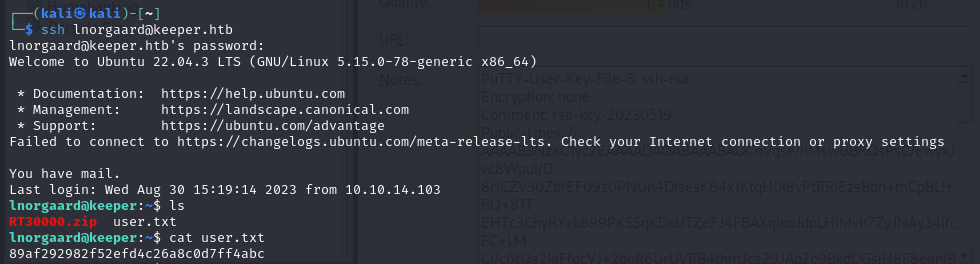 ┌──(kali㉿kali)-[~]
└─$ ssh lnorgaard@keeper.htb
lnorgaard@keeper.htb's password:
Welcome to Ubuntu 22.04.3 LTS (GNU/Linux 5.15.0-78-generic x86_64)
* Documentation:  https://help.ubuntu.com
* Management:     https://landscape.canonical.com
* Support:        https://ubuntu.com/advantage
Failed to connect to https://changelogs.ubuntu.com/meta-release-lts. Check your Internet connection or proxy settings
You have mail.
Last login: Wed Aug 30 15:19:14 2023 from 10.10.14.103
lnorgaard@keeper:~$ ls
RT30000.zip  user.txt
lnorgaard@keeper:~$ cat user.txt
89af292982f52efd4c26a8c0d7ff4abc
Quality:
64 bits
10 ch.
URL:
Notes:
PuTTY-User-Key-File-3: ssh-rsa
Encryption: none
Comment: rsa-key-20230519
Public-Lines: 6
vc8Wpul/D
BQ+81T
FC+LM